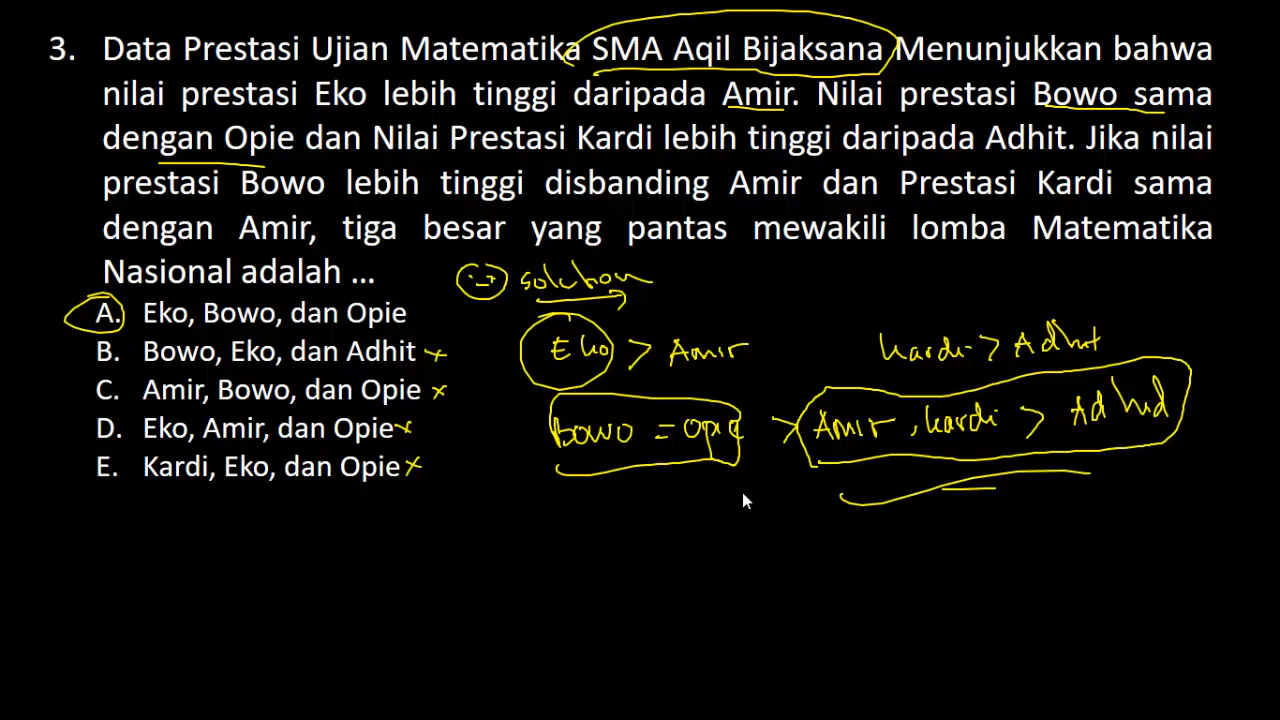 3. Data Prestasi Ujian Matematika SMA Aqil Bijaksana Menunjukkan bahwa
nilai prestasi Eko lebih tinggi daripada Amir. Nilai prestasi Bowo sama
dengan Opie dan Nilai Prestasi Kardi lebih tinggi daripada Adhit. Jika nilai
prestasi Bowo lebih tinggi disbanding Amir dan Prestasi Kardi sama
dengan Amir, tiga besar yang pantas mewakili lomba Matematika
Nasional adalah ...
solution
A. Eko, Bowo, dan Opie
B. Bowo, Eko, dan Adhit ×
C. Amir, Bowo, dan Opie ×
D. Eko, Amir, dan Opie ×
E. Kardi, Eko, dan Opie ×
Eko > Amir
Kardi > Adhit
Bowo = Opie > Amir, kardi > Adhid